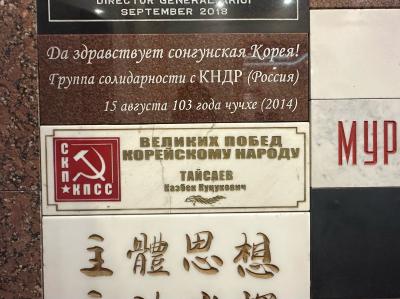 DIRECTOR GENERAL
SEPTEMBER 2018
Да здравствует сонгунская Корея!
Группа солидарности с КНДР (Россия)
15 августа 103 года чучхе (2014)
СКП★КПСС
ВЕЛИКИХ ПОБЕД
КОРЕЙСКОМУ НАРОДУ
ТАЙСАЕВ
Казбек Куцукович
МУР
主體思想